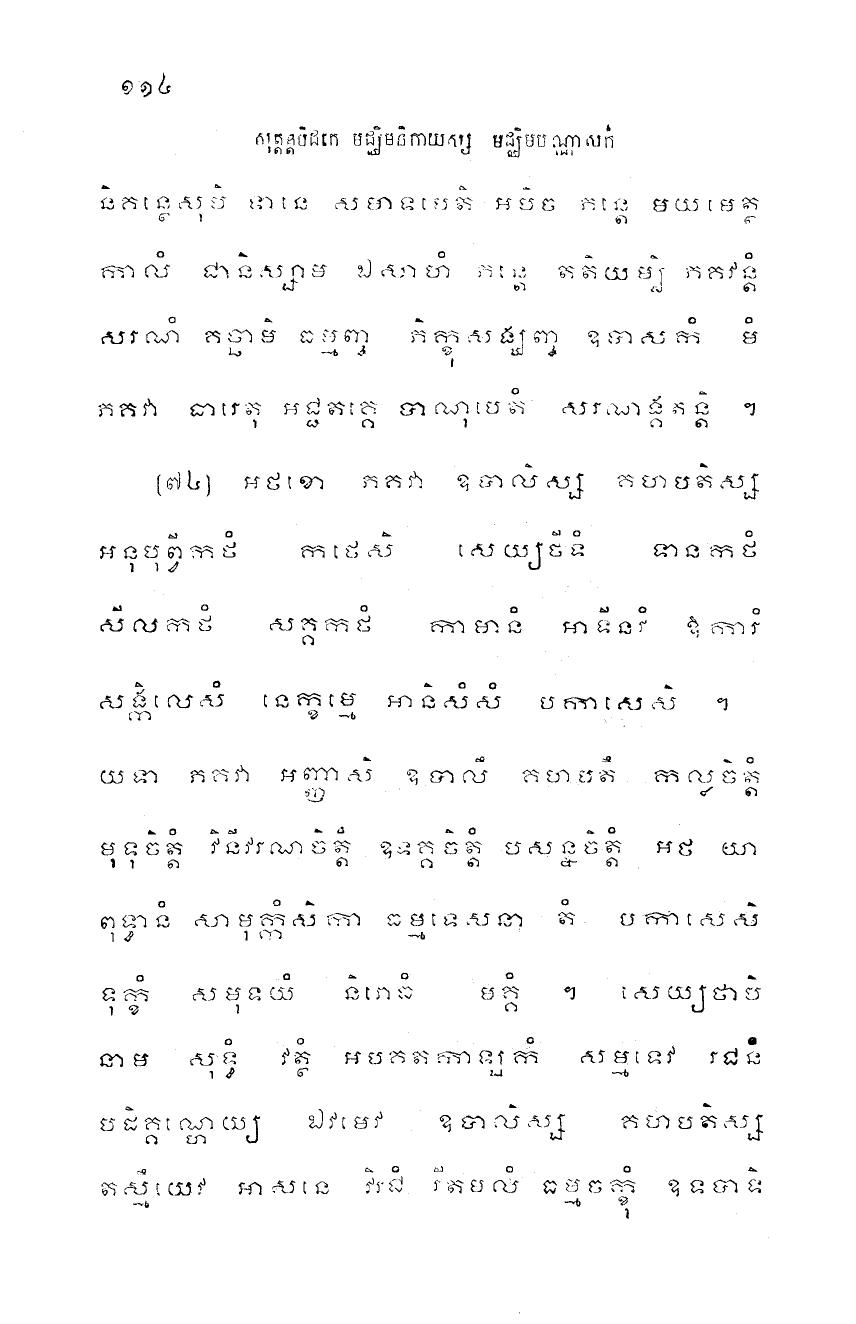 ១១៤
សុត្តន្តបិដកេ មជ្ឈិមនិកាយស្ស មជ្ឈិមបណ្ណាសកំ
និគន្ថេសុបិ ទានេ សមាទបេតិ អបិច ភន្តេ មយមេត្ថ
កាលំ ជានិស្សាម ឯសាហំ ភន្តេ តតិយម្បិ ភគវន្តំ
សរណំ គច្ឆាមិ ធម្មញ្ច ភិក្ខុសង្ឃញ្ច ឧបាសកំ មំ
ភគវា ធារេតុ អជ្ជតគ្គេ បាណុបេតំ សរណង្គតន្តិ ។
(៧៤) អថខោ ភគវា ឧបាលិស្ស គហបតិស្ស
អនុបុព្វីកថំ កថេសិ សេយ្យថីទំ ទានកថំ
សីលកថំ សគ្គកថំ កាមានំ អាទីនវំ ឱការំ
សង្កិលេសំ នេក្ខម្មេ អានិសំសំ បកាសេសិ ។
យទា ភគវា អញ្ញាសិ ឧបាលឹ គហបតឹ កាល្លចិត្តំ
មុទុចិត្តំ វិនីវរណចិត្តំ ឧទគ្គចិត្តំ បសន្នចិត្តំ អថ យា
ពុទ្ធានំ សាមុក្កំសិកា ធម្មទេសនា តំ បកាសេសិ
ទុក្ខំ សមុទយំ និរោធំ មគ្គំ ។ សេយ្យថាបិ
នាម សុទ្ធំ វត្ថំ អបគតកាឡកំ សម្មទេវ រជនំ
បដិគ្គណ្ហេយ្យ ឯវមេវ ឧបាលិស្ស គហបតិស្ស
តស្មឹយេវ អាសនេ វិរជំ វីតមលំ ធម្មចក្ខុំ ឧទបាទិ